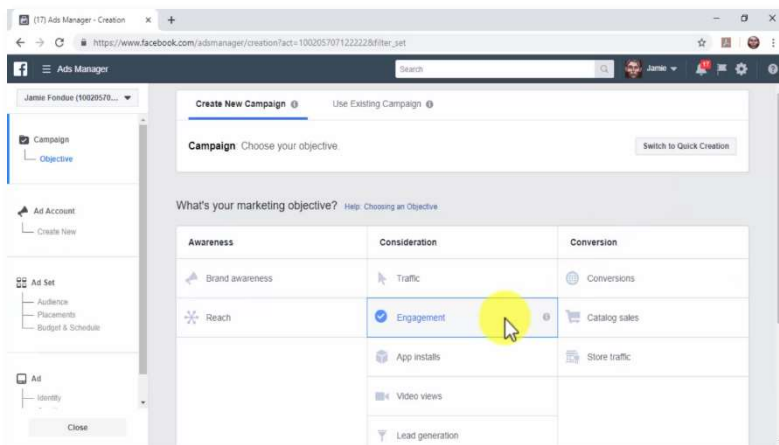 (17) Ads Manager - Creation
https://www.facebook.com/adsmanager/creation?act=1002057071222228&filter_set
Ads Manager
Search
Jamie
17
Jamie Fondue (10020570...
Create New Campaign
Use Existing Campaign
Campaign
Objective
Campaign Choose your objective.
Switch to Quick Creation
Ad Account
Create New
What's your marketing objective? Help: Choosing an Objective
Awareness
Consideration
Conversion
Brand awareness
Traffic
Conversions
Ad Set
Audience
Placements
Budget & Schedule
Reach
Engagement
Catalog sales
App installs
Store traffic
Ad
Identity
Video views
Close
Lead generation